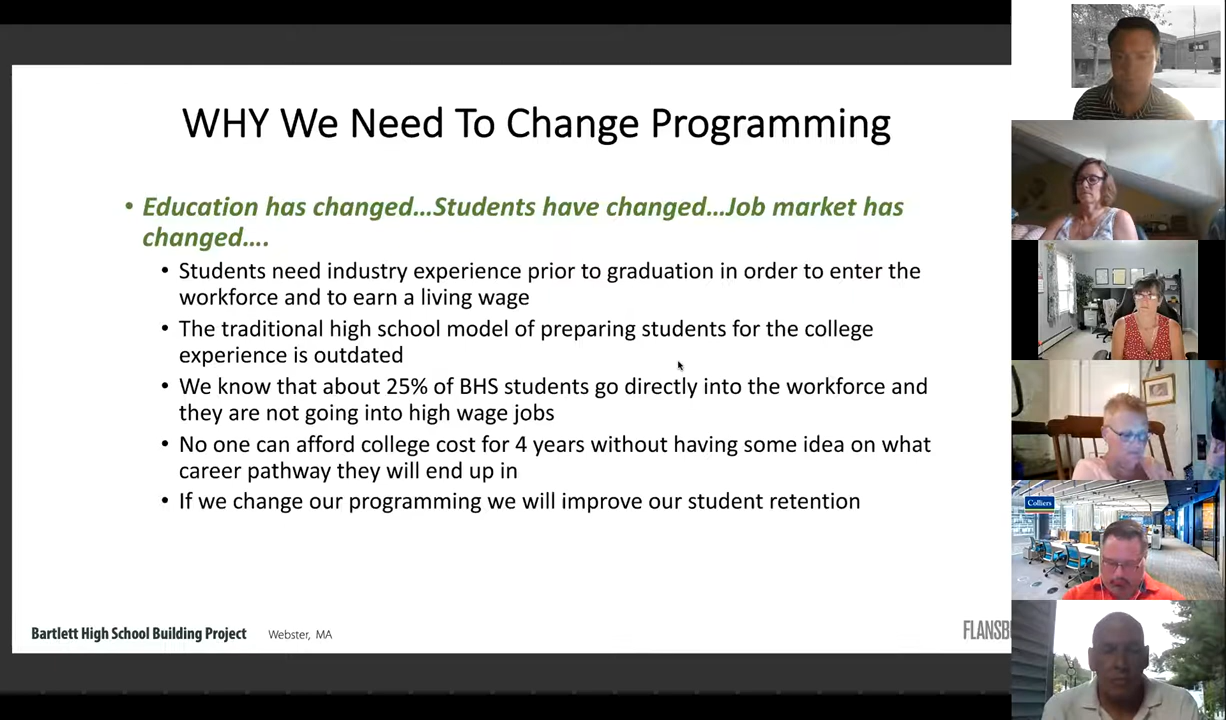 WHY We Need To Change Programming
• Education has changed...Students have changed...Job market has
changed....
• Students need industry experience prior to graduation in order to enter the
workforce and to earn a living wage
• The traditional high school model of preparing students for the college
experience is outdated
• We know that about 25% of BHS students go directly into the workforce and
they are not going into high wage jobs
• No one can afford college cost for 4 years without having some idea on what
career pathway they will end up in
• If we change our programming we will improve our student retention
Bartlett High School Building Project Webster, MA
FLANSB
Colliers